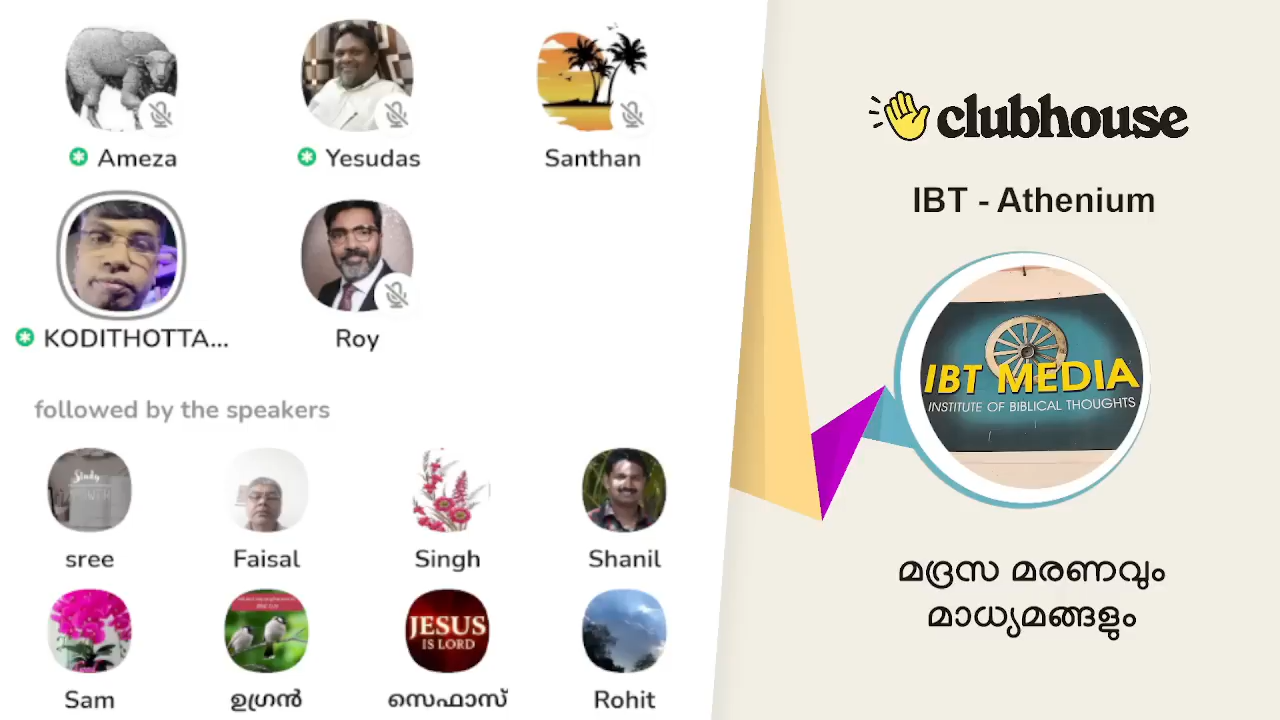 Ameza
Yesudas
Santhan
KODITHOTTA...
Roy
followed by the speakers
Study
sree
Faisal
Singh
Shanil
JESUS
IS LORD
Sam
ഉഗ്രൻ
സെഫാസ്
Rohit
clubhouse
IBT - Athenium
IBT MEDIA
INSTITUTE OF BIBLICAL THOUGHTS
മദ്രസ മരണവും
മാധ്യമങ്ങളും